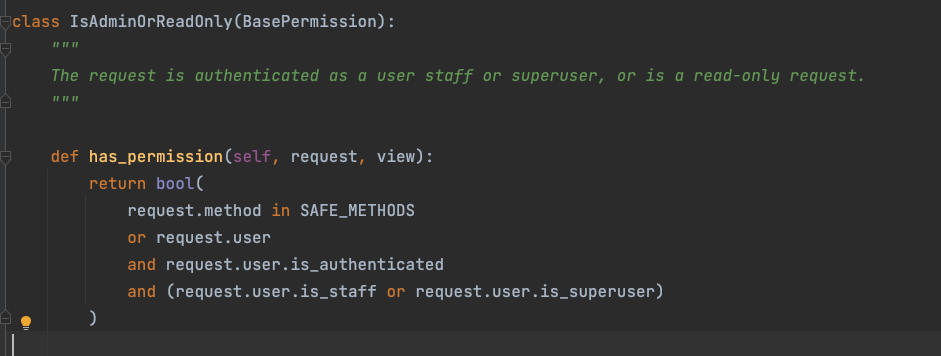 class IsAdminOrReadOnly(BasePermission):
    """
    The request is authenticated as a user staff or superuser, or is a read-only request.
    """
    def has_permission(self, request, view):
        return bool(
            request.method in SAFE_METHODS
            or request.user
            and request.user.is_authenticated
            and (request.user.is_staff or request.user.is_superuser)
        )